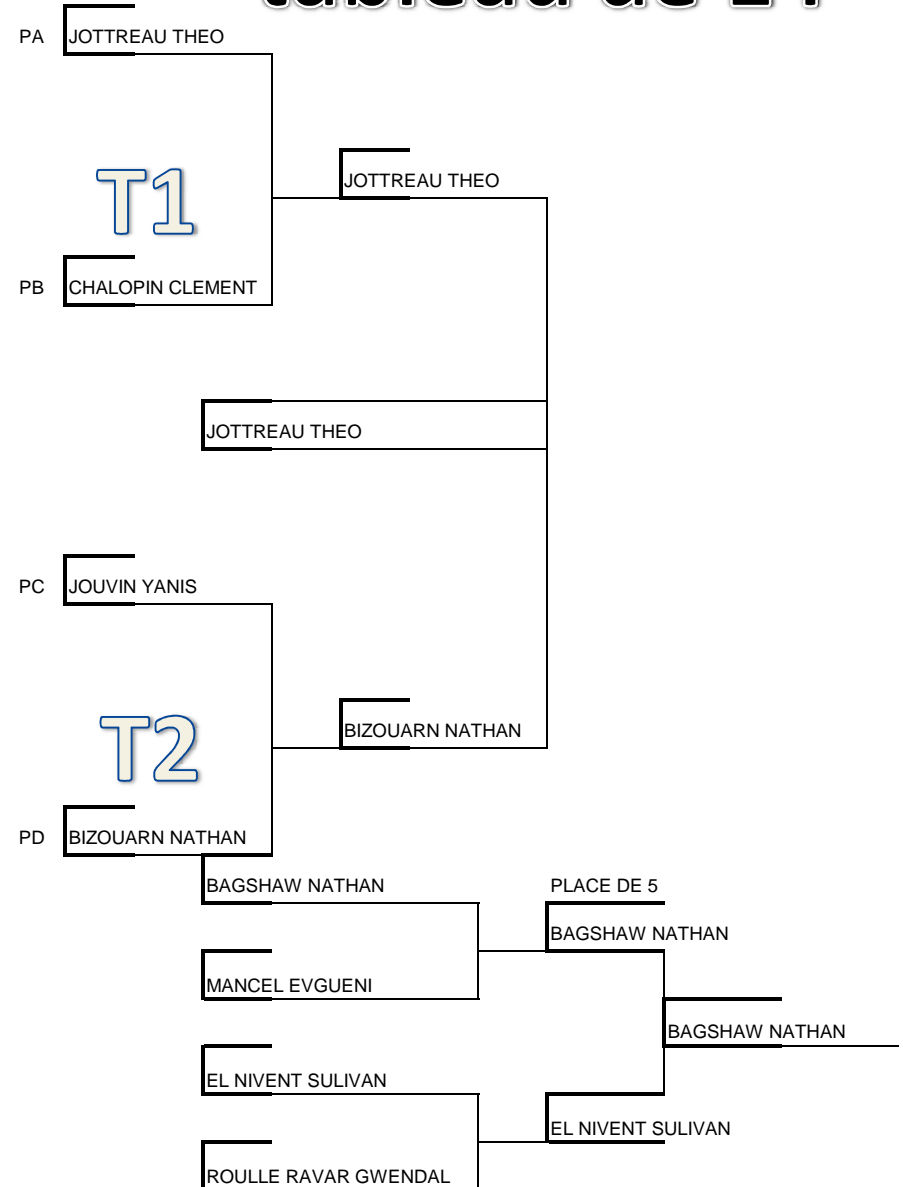 PA JOTTREAU THEO
T1
JOTTREAU THEO
PB CHALOPIN CLEMENT
JOTTREAU THEO
PC JOUVIN YANIS
T2
BIZOUARN NATHAN
PD BIZOUARN NATHAN
BAGSHAW NATHAN PLACE DE 5
BAGSHAW NATHAN
MANCEL EVGUENI
BAGSHAW NATHAN
EL NIVENT SULIVAN
EL NIVENT SULIVAN
ROULLE RAVAR GWENDAL